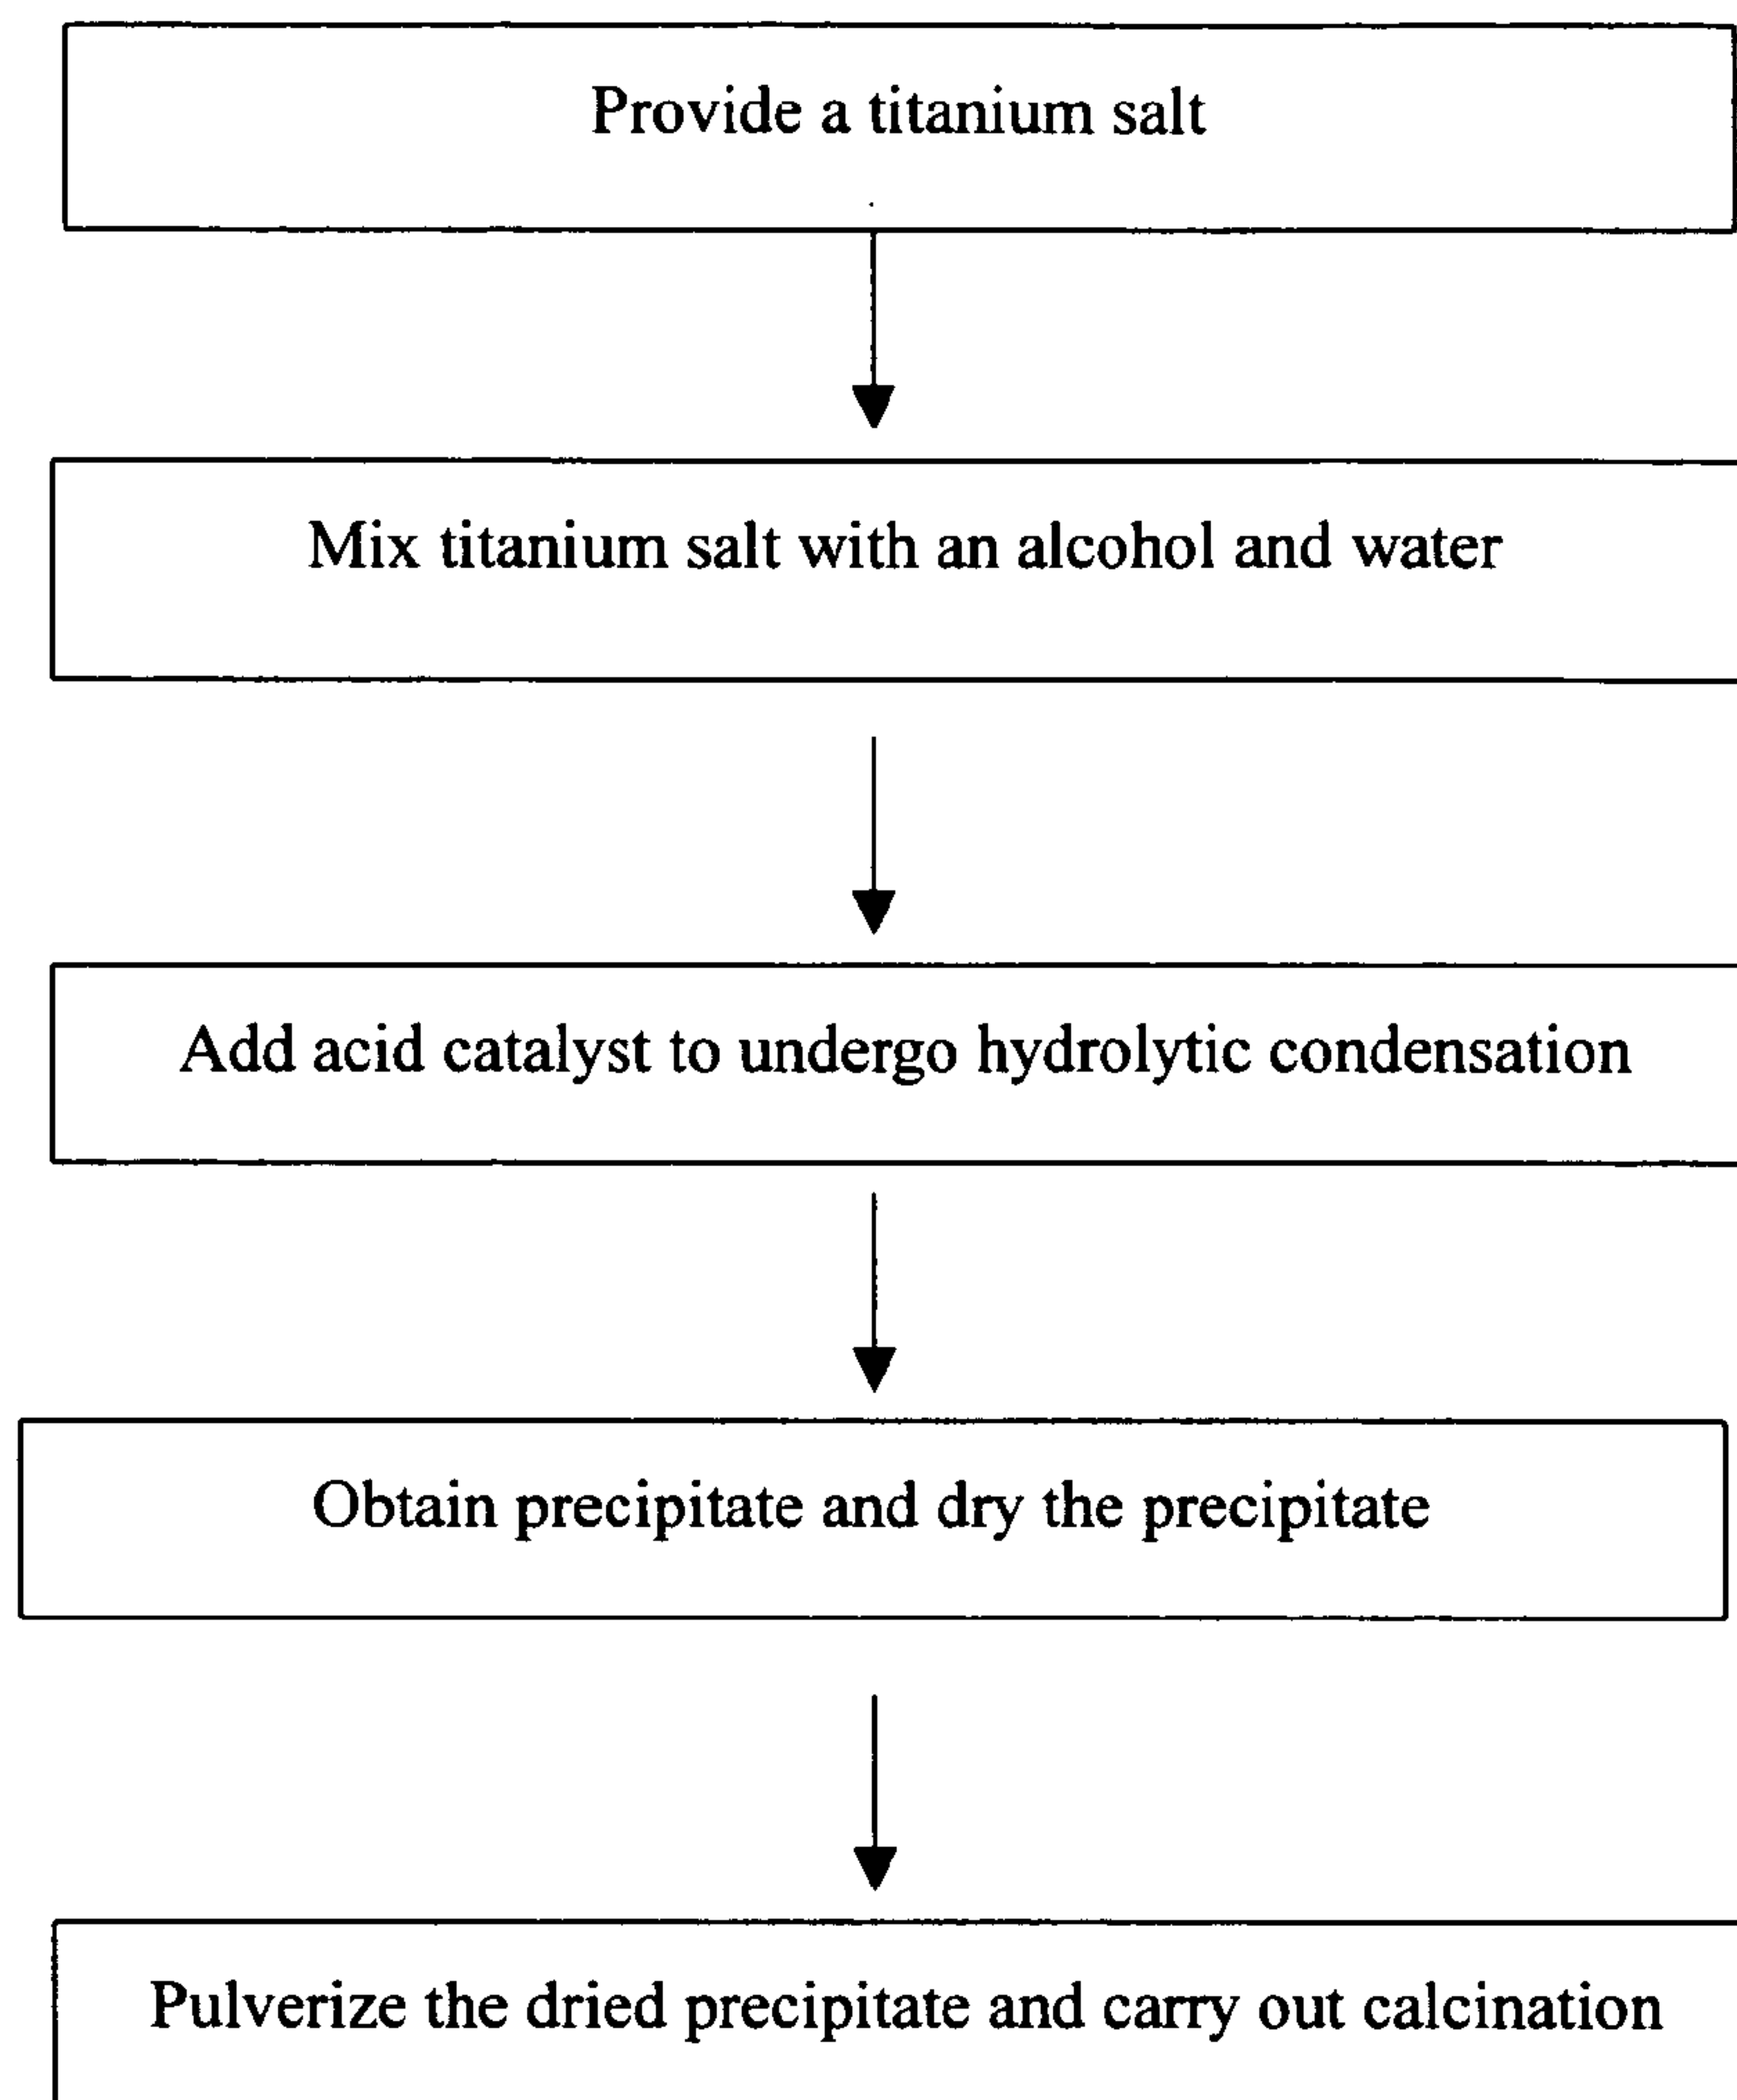 Provide a titanium salt
Mix titanium salt with an alcohol and water
Add acid catalyst to undergo hydrolytic condensation
Obtain precipitate and dry the precipitate
Pulverize the dried precipitate and carry out calcination